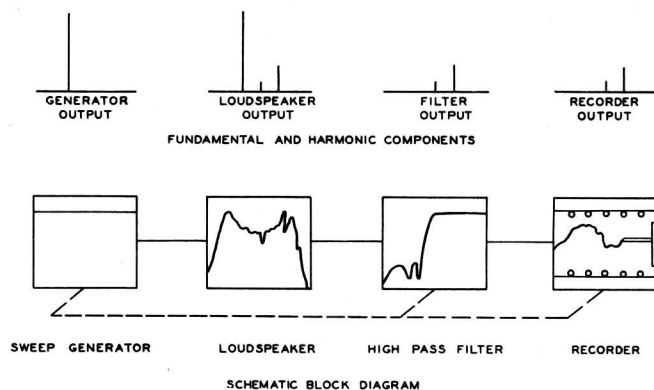 GENERATOR OUTPUT
LOUDSPEAKER OUTPUT
FILTER OUTPUT
RECORDER OUTPUT
FUNDAMENTAL AND HARMONIC COMPONENTS
SWEEP GENERATOR
LOUDSPEAKER
HIGH PASS FILTER
RECORDER
SCHEMATIC BLOCK DIAGRAM